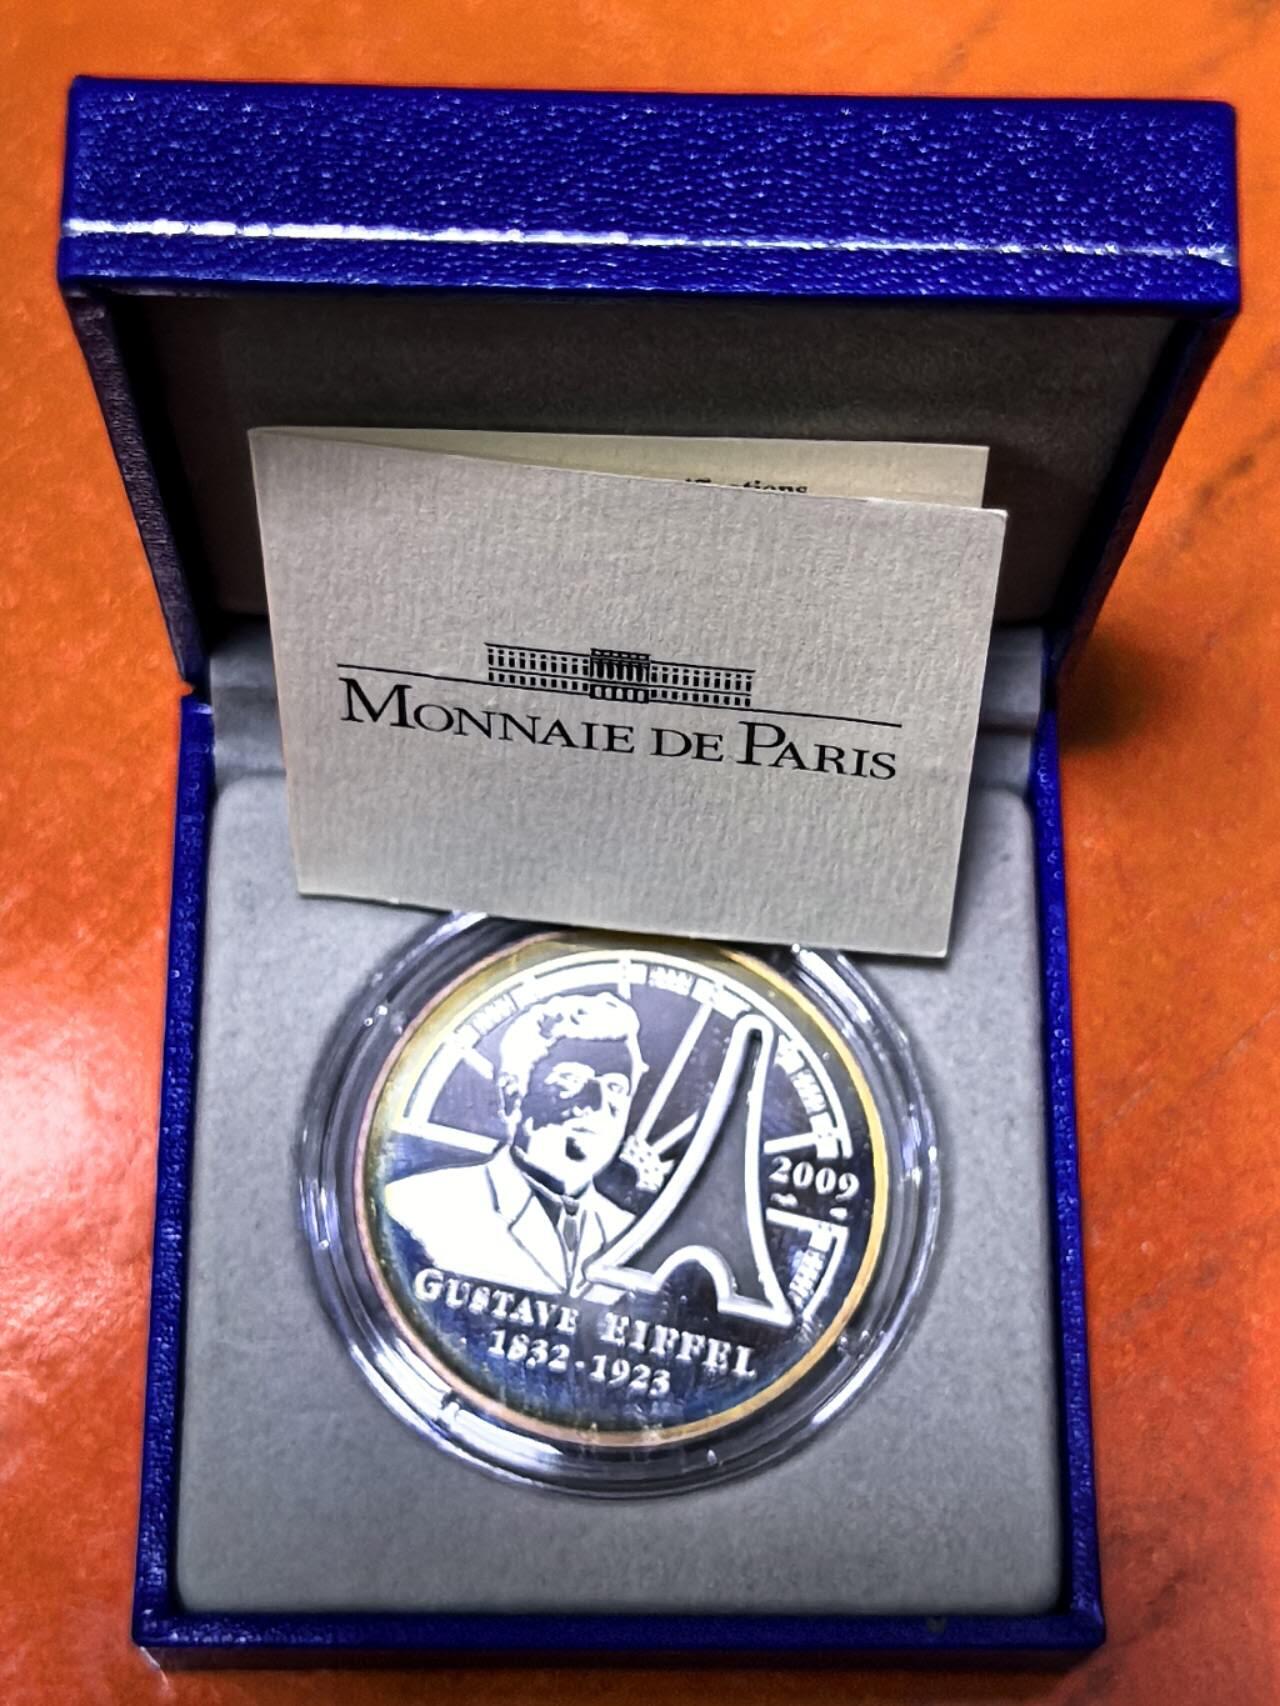 MONNAIE DE PARIS
2009
GUSTAVE EIFFEL
1832-1923